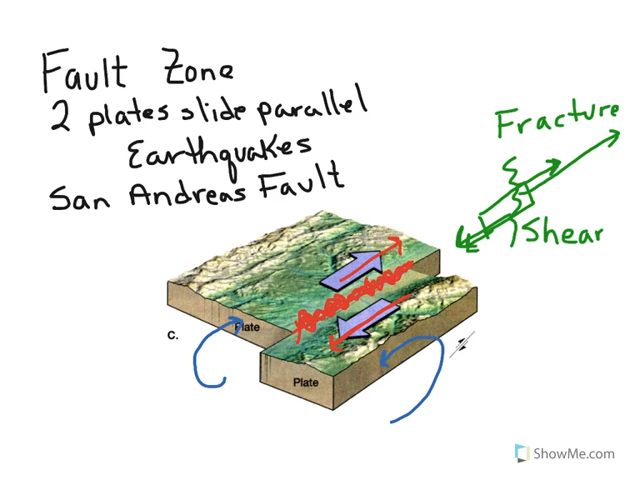 Fault Zone
2 plates slide parallel
Earthquakes
San Andreas Fault
Fracture
Shear
Plate
C.
Plate
ShowMe.com